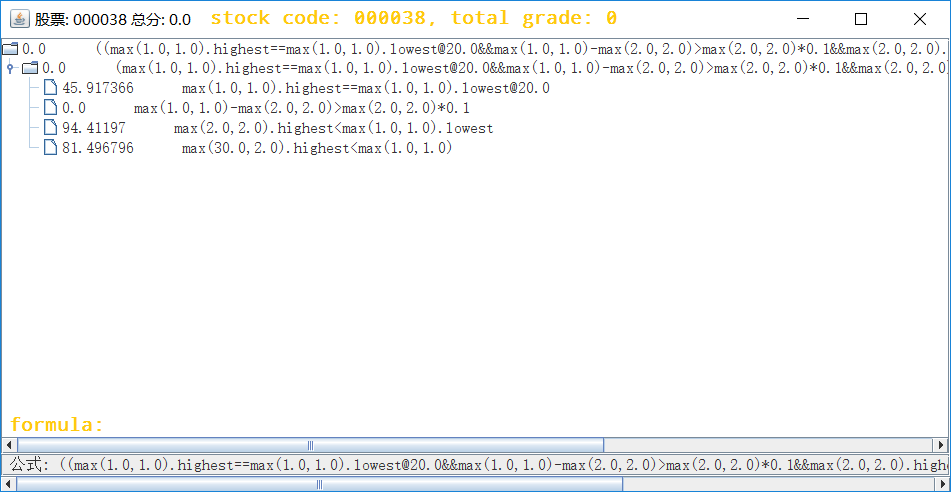 股票: 000038 总分: 0.0 stock code: 000038, total grade: 0
0.0 ((max(1.0,1.0).highest==max(1.0,1.0).lowest@20.0&&max(1.0,1.0)-max(2.0,2.0)>max(2.0,2.0)*0.1&&max(2.0,2.0).
0.0 (max(1.0,1.0).highest==max(1.0,1.0).lowest@20.0&&max(1.0,1.0)-max(2.0,2.0)>max(2.0,2.0)*0.1&&max(2.0,2.0)
45.917366 max(1.0,1.0).highest==max(1.0,1.0).lowest@20.0
0.0 max(1.0,1.0)-max(2.0,2.0)>max(2.0,2.0)*0.1
94.41197 max(2.0,2.0).highest<max(1.0,1.0).lowest
81.496796 max(30.0,2.0).highest<max(1.0,1.0)
formula:
公式: ((max(1.0,1.0).highest==max(1.0,1.0).lowest@20.0&&max(1.0,1.0)-max(2.0,2.0)>max(2.0,2.0)*0.1&&max(2.0,2.0).highe